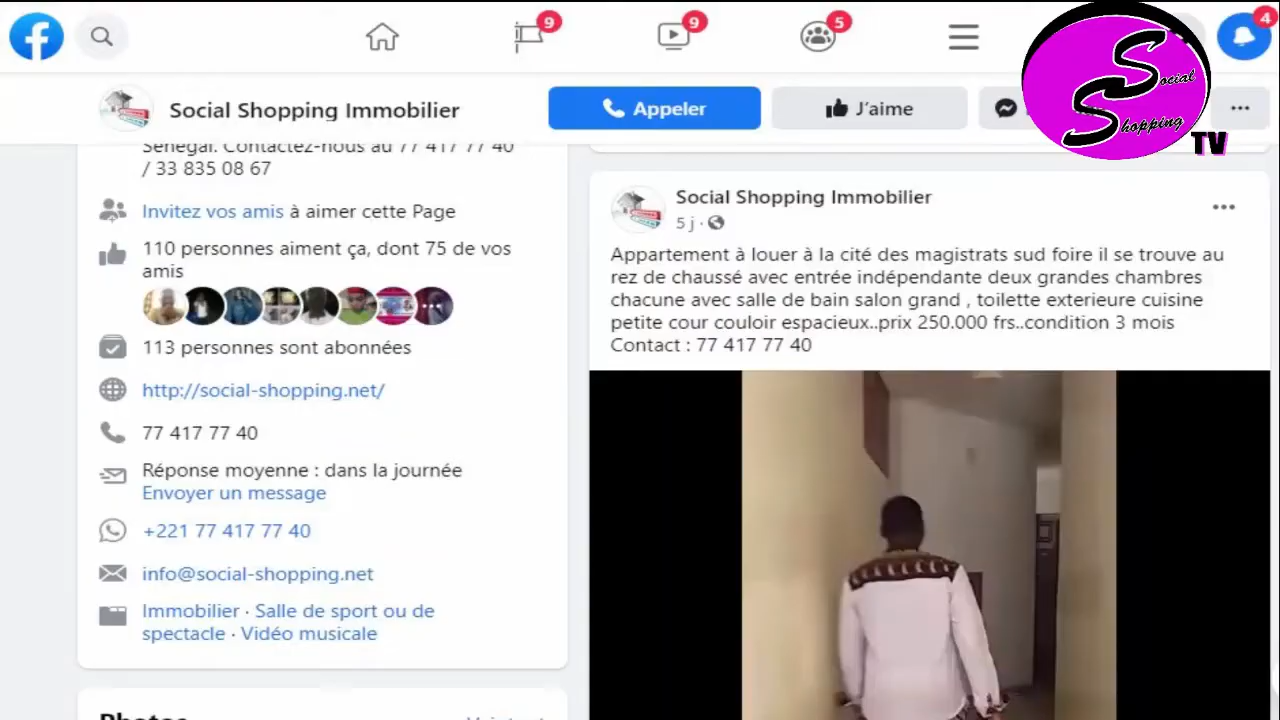 9
9
5
4
Social Shopping TV
Social Shopping Immobilier
Appeler
J'aime
Sénégal. Contactez-nous au 77 417 77 40
/ 33 835 08 67
Invitez vos amis à aimer cette Page
110 personnes aiment ça, dont 75 de vos
amis
113 personnes sont abonnées
http://social-shopping.net/
77 417 77 40
Réponse moyenne : dans la journée
Envoyer un message
+221 77 417 77 40
info@social-shopping.net
Immobilier · Salle de sport ou de
spectacle · Vidéo musicale
Photos
Social Shopping Immobilier
5 j ·
Appartement à louer à la cité des magistrats sud foire il se trouve au
rez de chaussé avec entrée indépendante deux grandes chambres
chacune avec salle de bain salon grand , toilette exterieure cuisine
petite cour couloir espacieux..prix 250.000 frs..condition 3 mois
Contact : 77 417 77 40